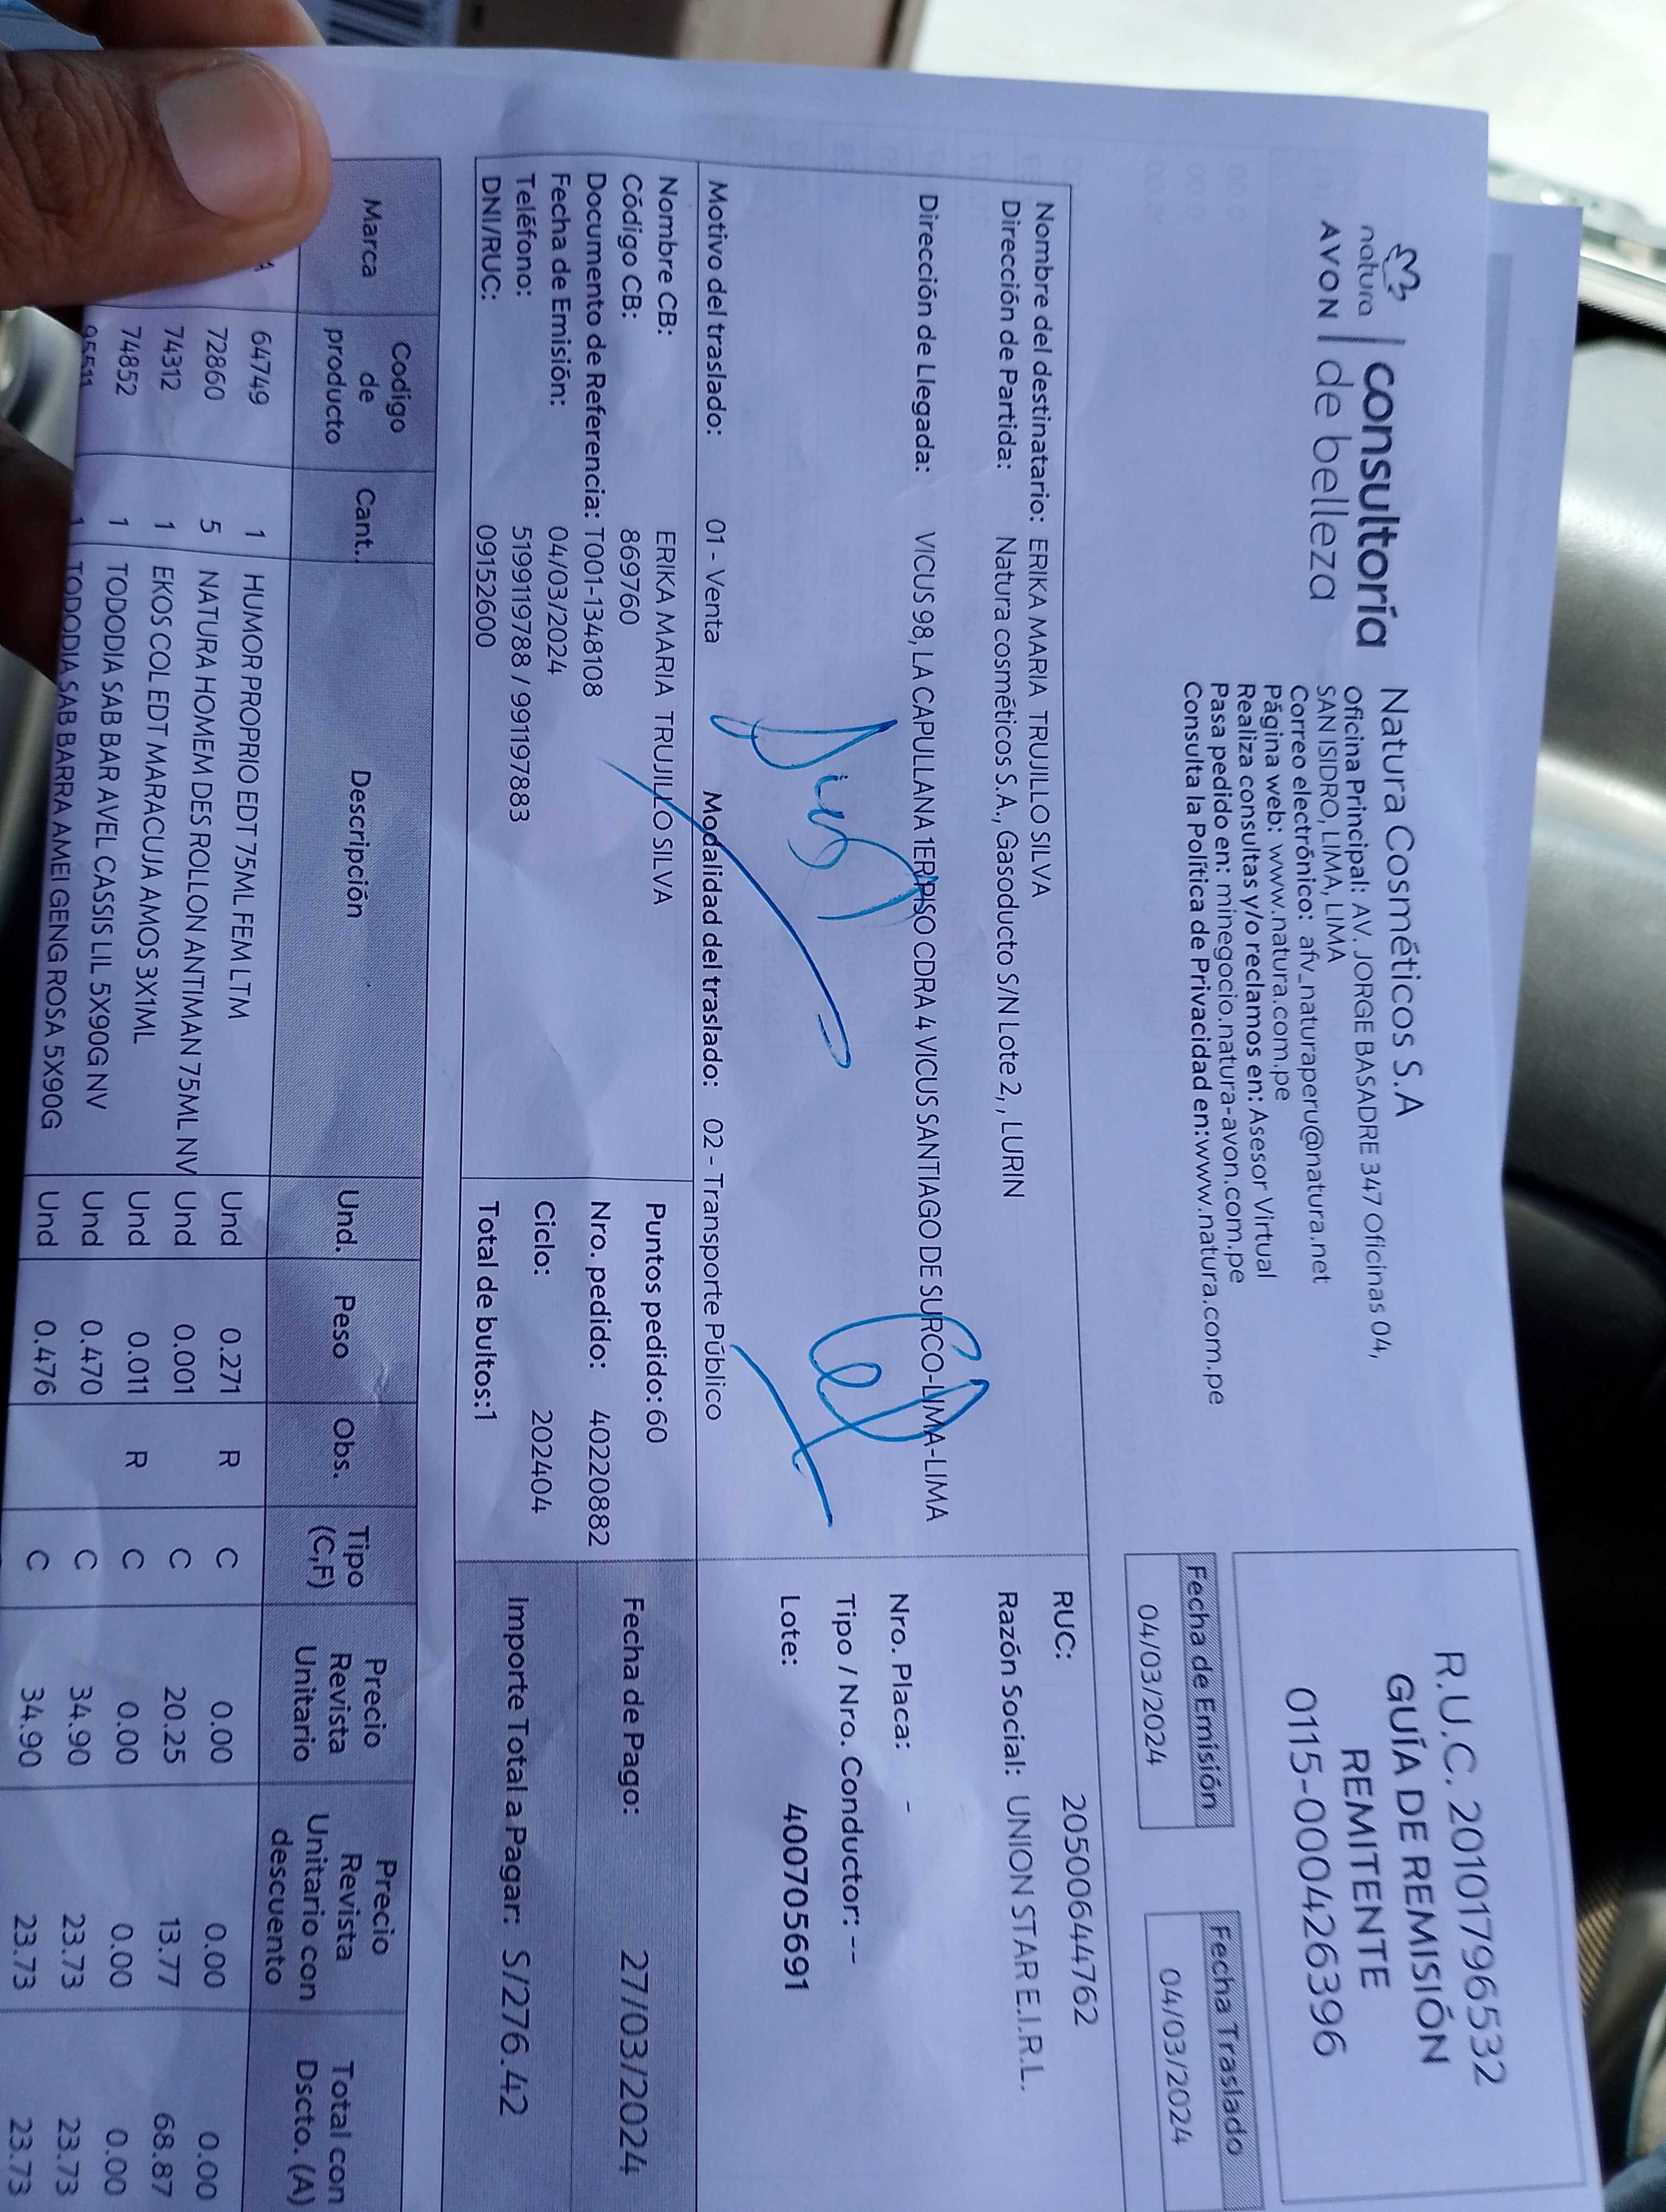 natura
AVON
consultoría
de belleza
Natura Cosméticos S.A
Oficina Principal: AV. JORGE BASADRE 347 Oficinas 04,
SAN ISIDRO, LIMA, LIMA
Correo electrónico: afv_naturaperu@natura.net
Página web: www.natura.com.pe
Realiza consultas y/o reclamos en: Asesor Virtual
Pasa pedido en: minegocio.natura-avon.com.pe
Consulta la Política de Privacidad en:www.natura.com.pe
R.U.C. 20101796532
GUÍA DE REMISIÓN
REMITENTE
0115-0004263396
Fecha de Emisión
04/03/2024
Fecha Traslado
04/03/2024
Nombre del destinatario: ERIKA MARIA TRUJILLO SILVA
Dirección de Partida: Natura cosméticos S.A., Gasoducto S/N Lote 2, , LURIN
Dirección de Llegada: VICUS 98, LA CAPULLANA 1ER PISO CDRA 4 VICUS SANTIAGO DE SURCO-LIMA-LIMA
Motivo del traslado: 01 - Venta Modalidad del traslado: 02 - Transporte Público
RUC: 20500644762
Razón Social: UNION STAR E.I.R.L.
Nro. Placa: -
Tipo / Nro. Conductor: --
Lote: 400705691
Nombre CB: ERIKA MARIA TRUJILLO SILVA
Código CB: 869760
Documento de Referencia: T001-1348108
Fecha de Emisión: 04/03/2024
Teléfono: 51991119788 / 991197883
DNI/RUC: 09152600
Puntos pedido: 60
Nro. pedido: 40220882
Ciclo: 202404
Total de bultos:1
Fecha de Pago: 27/03/2024
Importe Total a Pagar: S/276.42
Marca Codigo de producto Cant. Descripción Und. Peso Obs. Tipo (C,F) Precio Revista Unitario Precio Revista Unitario con descuento Total con Dscto. (A)
64749 1 HUMOR PROPRIO EDT 75ML FEM LTM Und 0.271 R C 0.00 0.00 0.00
72860 5 NATURA HOMEM DES ROLLON ANTIMAN 75ML NV Und 0.001 C 20.25 13.77 68.87
74312 1 EKOS COL EDT MARACUJA AMOS 3X1ML Und 0.011 R C 0.00 0.00 0.00
74852 1 TODODIA SAB BAR AVEL CASSIS LIL 5X90G NV Und 0.470 C 34.90 23.73 23.73
95511 1 TODODIA SAB BARRA AMEI GENG ROSA 5X90G Und 0.476 C 34.90 23.73 23.73